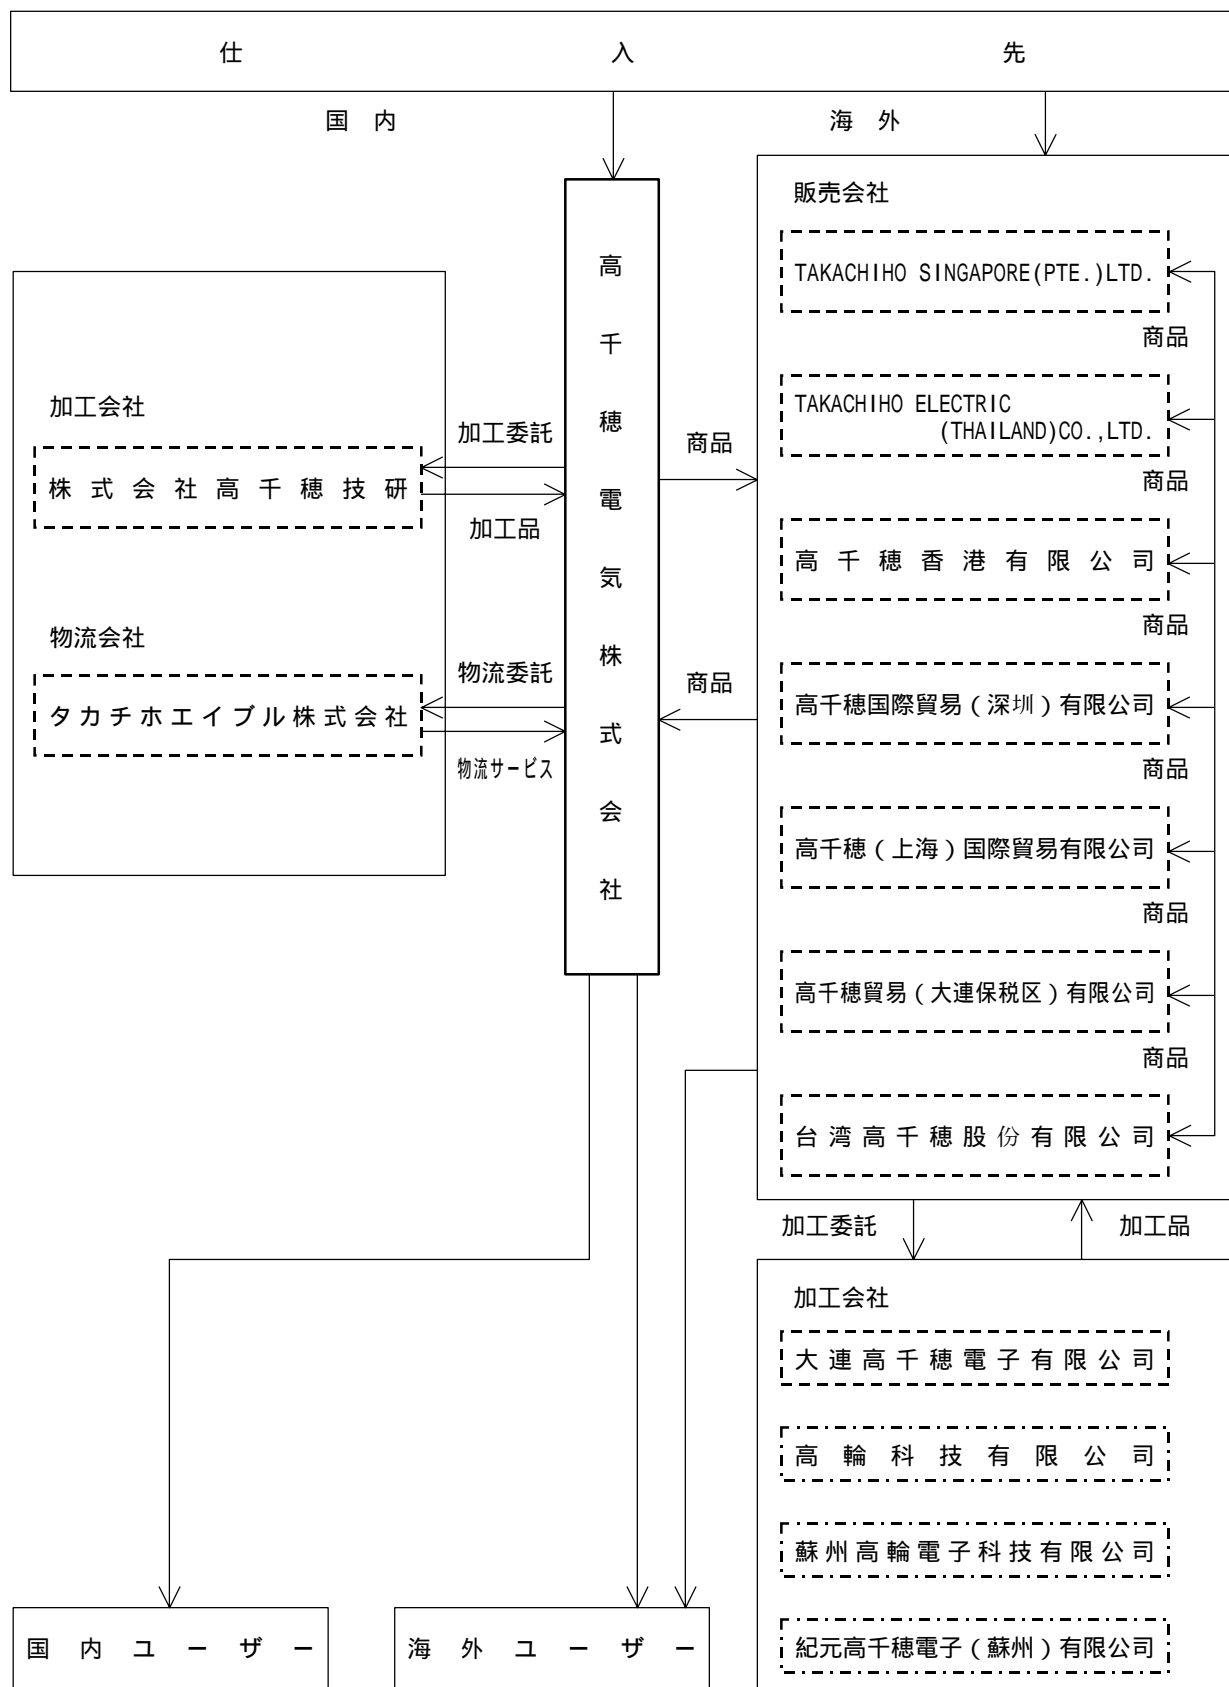 仕入先
国内
海外
高千穂電気株式会社
加工会社
株式会社高千穂技研
加工委託
加工品
物流会社
タカチホエイブル株式会社
物流委託
物流サービス
商品
商品
販売会社
TAKACHIHO SINGAPORE(PTE.)LTD.
商品
TAKACHIHO ELECTRIC
(THAILAND)CO.,LTD.
商品
高千穂香港有限公司
商品
高千穂国際貿易(深圳)有限公司
商品
高千穂(上海)国際貿易有限公司
商品
高千穂貿易(大連保税区)有限公司
商品
台湾高千穂股份有限公司
加工委託
加工品
加工会社
大連高千穂電子有限公司
高輪科技有限公司
蘇州高輪電子科技有限公司
紀元高千穂電子(蘇州)有限公司
国内ユーザー
海外ユーザー